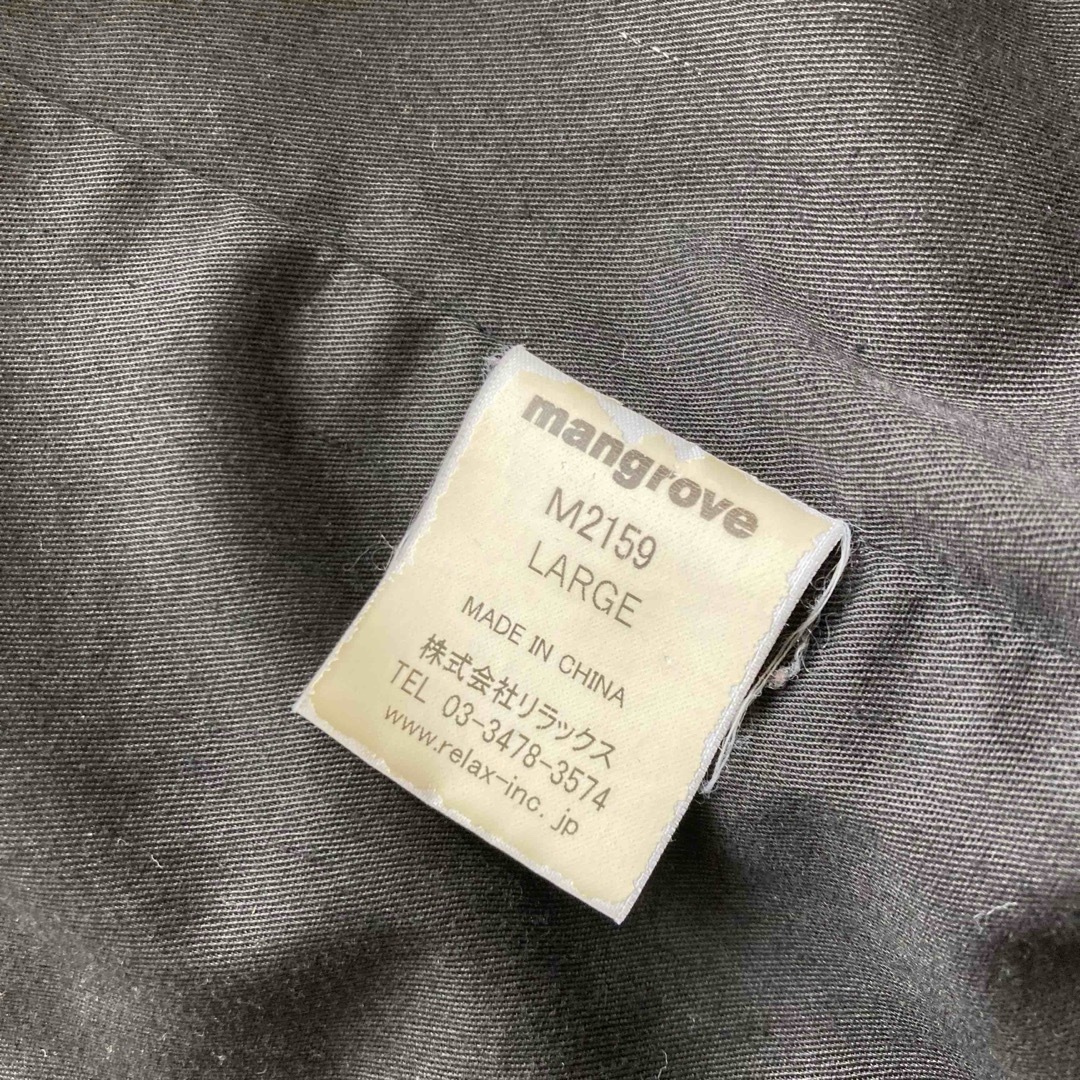 mangrove
M2159
LARGE
MADE IN CHINA
株式会社リラックス
TEL 03-3478-3574
www.relax-inc.jp